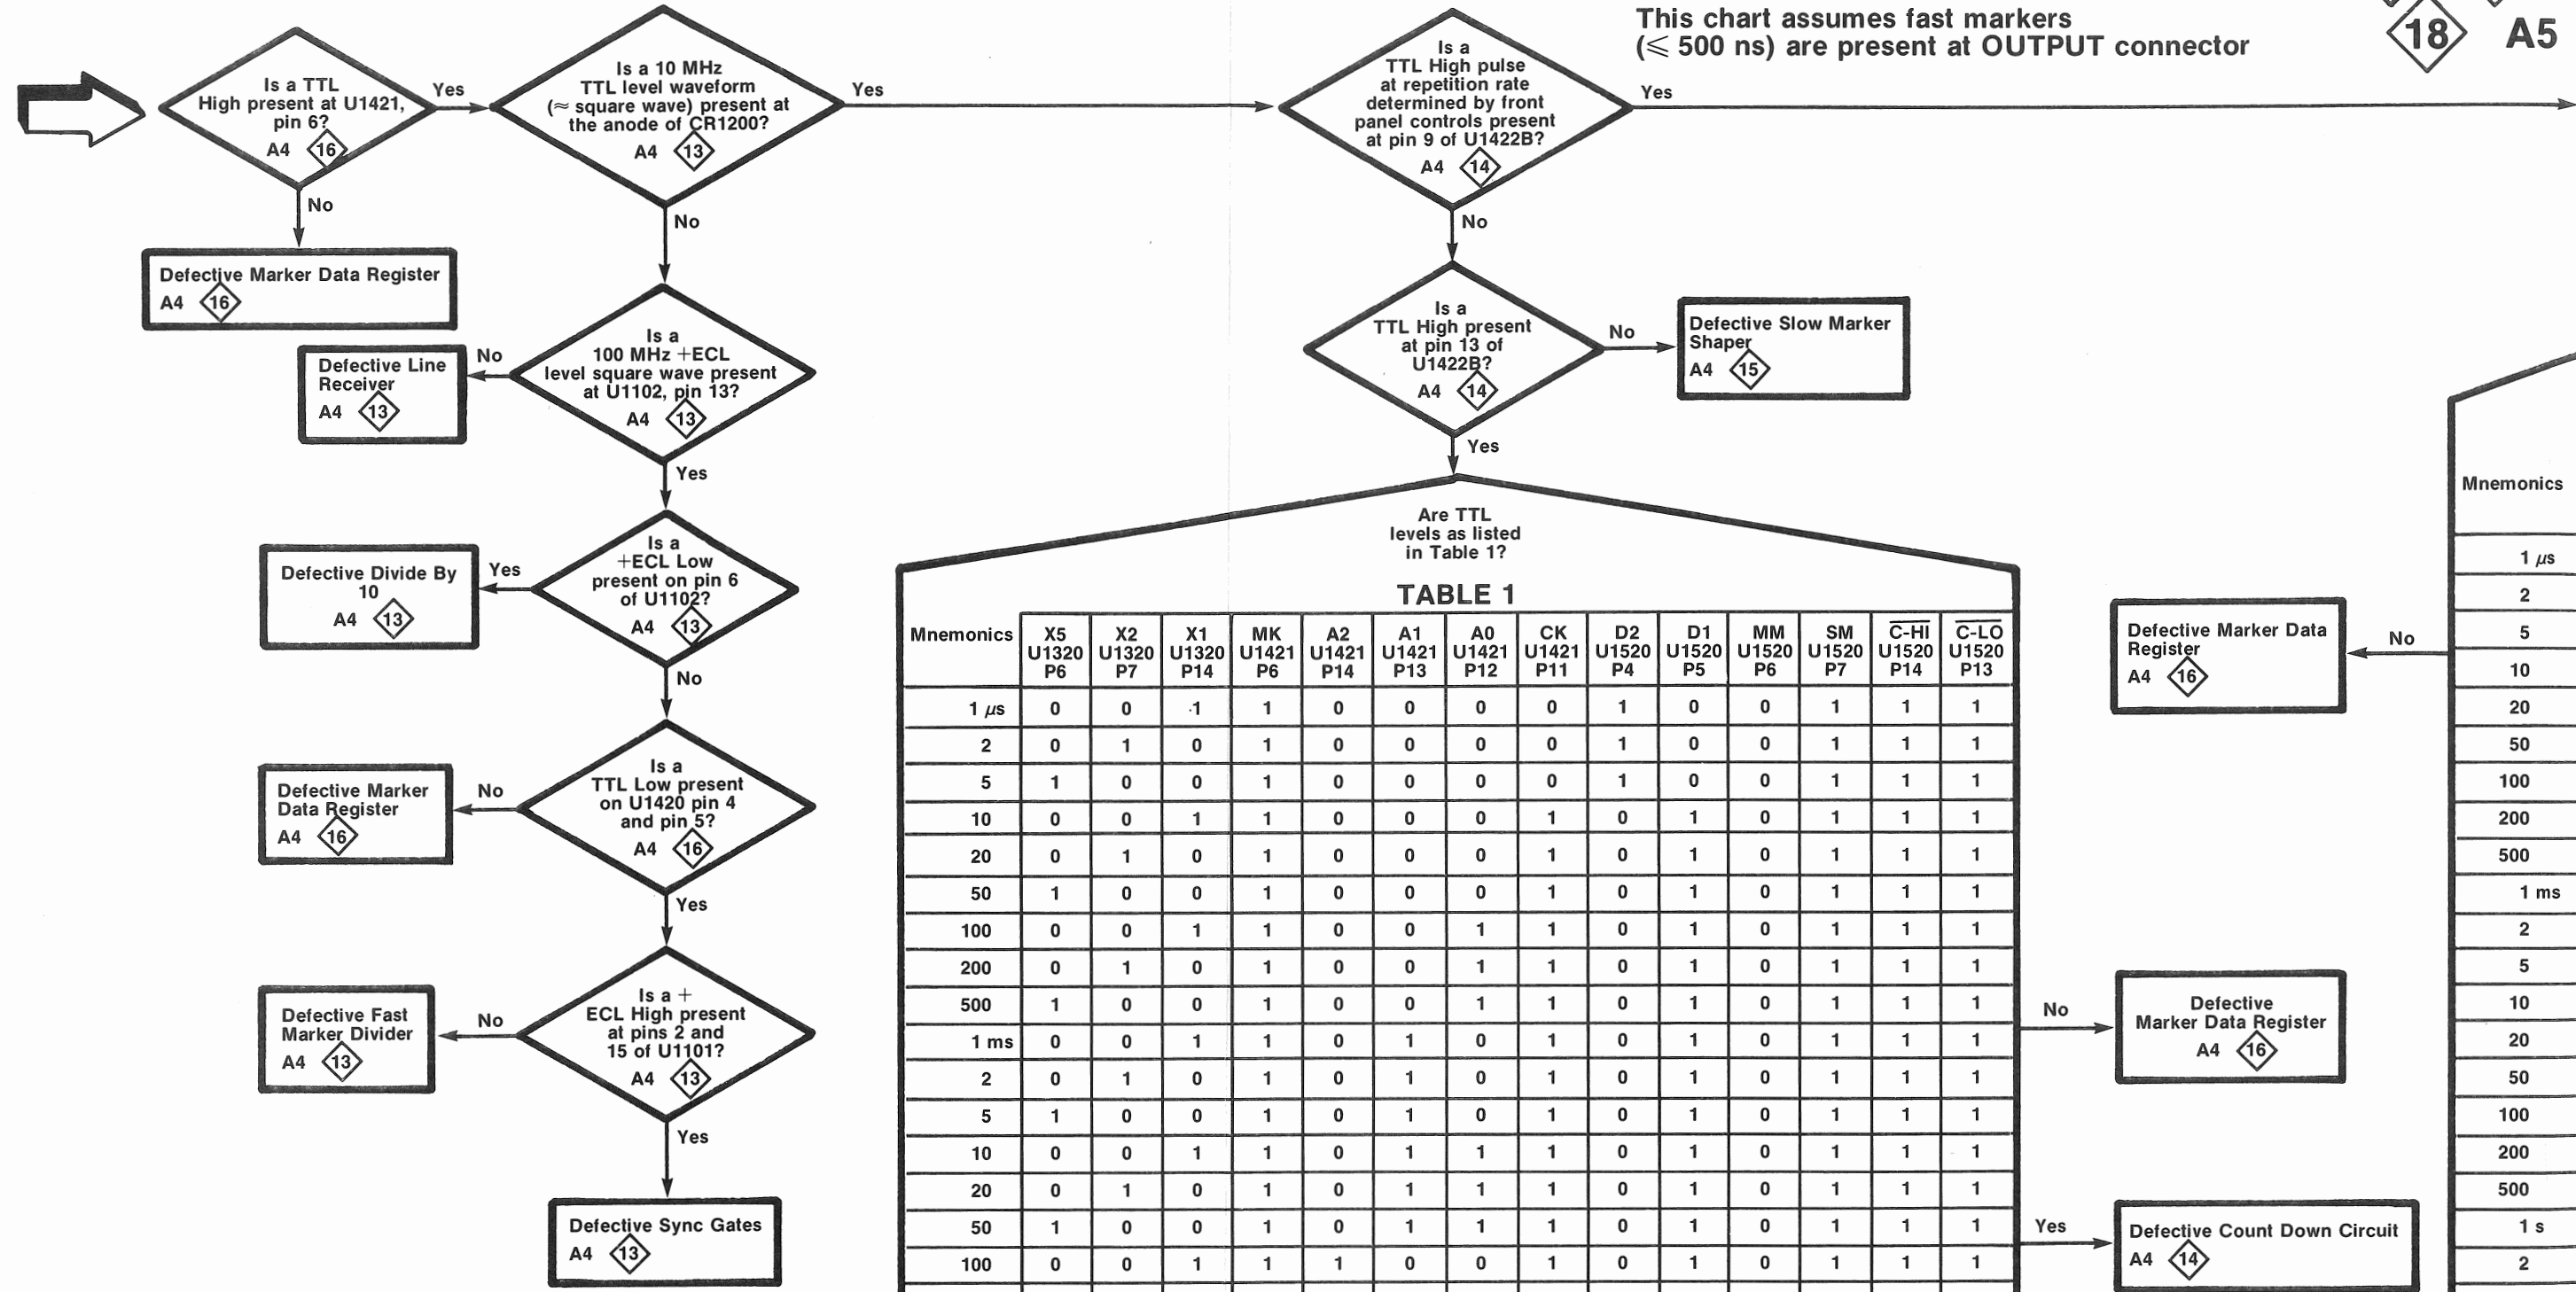 This chart assumes fast markers
(⩽ 500 ns) are present at OUTPUT connector
18 A5
Is a TTL
High present at U1421,
pin 6?
A4 16
Yes
No
Defective Marker Data Register
A4 16
Is a 10 MHz
TTL level waveform
(≈ square wave) present at
the anode of CR1200?
A4 13
Yes
No
Is a
100 MHz +ECL
level square wave present
at U1102, pin 13?
A4 13
No
Defective Line
Receiver
A4 13
Yes
Is a
+ECL Low
present on pin 6
of U1102?
A4 13
Yes
Defective Divide By
10
A4 13
No
Is a
TTL Low present
on U1420 pin 4
and pin 5?
A4 16
No
Defective Marker
Data Register
A4 16
Yes
Is a +
ECL High present
at pins 2 and
15 of U1101?
A4 13
No
Defective Fast
Marker Divider
A4 13
Yes
Defective Sync Gates
A4 13
Is a
TTL High pulse
at repetition rate
determined by front
panel controls present
at pin 9 of U1422B?
A4 14
Yes
No
Is a
TTL High present
at pin 13 of
U1422B?
A4 14
No
Defective Slow Marker
Shaper
A4 15
Yes
Are TTL
levels as listed
in Table 1?
TABLE 1
Mnemonics X5 X2 X1 MK A2 A1 A0 CK D2 D1 MM SM C-HI C-LO
U1320 U1320 U1320 U1421 U1421 U1421 U1421 U1421 U1520 U1520 U1520 U1520 U1520 U1520
P6 P7 P14 P6 P14 P13 P12 P11 P4 P5 P6 P7 P14 P13
1 μs 0 0 1 1 0 0 0 0 1 0 0 1 1 1
2 0 1 0 1 0 0 0 0 1 0 0 1 1 1
5 1 0 0 1 0 0 0 0 1 0 0 1 1 1
10 0 0 1 1 0 0 0 1 0 1 0 1 1 1
20 0 1 0 1 0 0 0 1 0 1 0 1 1 1
50 1 0 0 1 0 0 0 1 0 1 0 1 1 1
100 0 0 1 1 0 0 1 1 0 1 0 1 1 1
200 0 1 0 1 0 0 1 1 0 1 0 1 1 1
500 1 0 0 1 0 0 1 1 0 1 0 1 1 1
1 ms 0 0 1 1 0 1 0 1 0 1 0 1 1 1
2 0 1 0 1 0 1 0 1 0 1 0 1 1 1
5 1 0 0 1 0 1 0 1 0 1 0 1 1 1
10 0 0 1 1 0 1 1 1 0 1 0 1 1 1
20 0 1 0 1 0 1 1 1 0 1 0 1 1 1
50 1 0 0 1 0 1 1 1 0 1 0 1 1 1
100 0 0 1 1 1 0 0 1 0 1 0 1 1 1
No
Defective
Marker Data Register
A4 16
Yes
Defective Count Down Circuit
A4 14
No
Defective Marker Data
Register
A4 16
Mnemonics
1 μs
2
5
10
20
50
100
200
500
1 ms
2
5
10
20
50
100
200
500
1 s
2